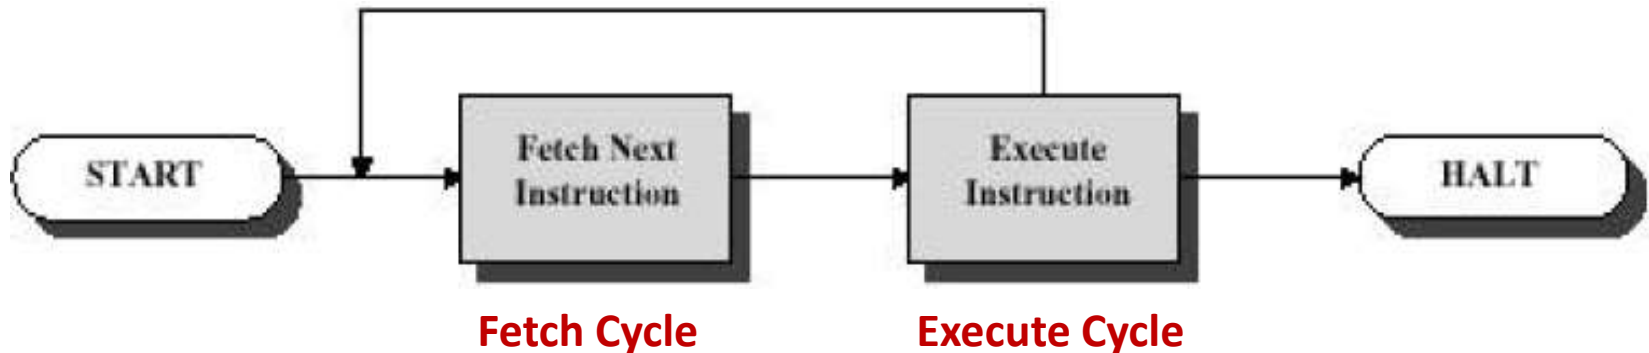 START
Fetch Next
Instruction
Execute
Instruction
HALT
Fetch Cycle
Execute Cycle